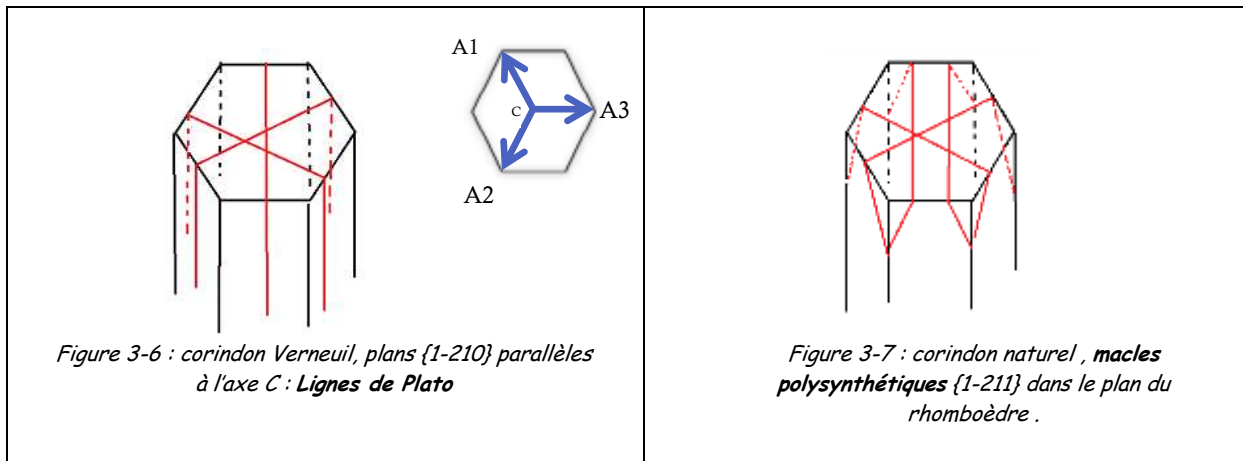 A1
C
A3
A2
Figure 3-6 : corindon Verneuil, plans {1-210} parallèles
à l'axe C : Lignes de Plato
Figure 3-7 : corindon naturel , macles
polysynthétiques {1-211} dans le plan du
rhomboèdre .